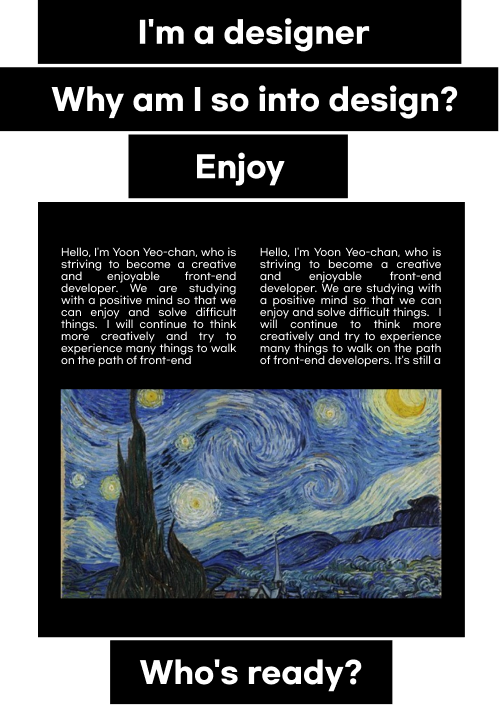 I'm a designer
Why am I so into design?
Enjoy
Hello, I'm Yoon Yeo-chan, who is
striving to become a creative
and enjoyable front-end
developer. We are studying
with a positive mind so that we
can enjoy and solve difficult
things. I will continue to think
more creatively and try to
experience many things to walk
on the path of front-end
Hello, I'm Yoon Yeo-chan, who is
striving to become a creative
and enjoyable front-end
developer. We are studying with
a positive mind so that we can
enjoy and solve difficult things. I
will continue to think more
creatively and try to experience
many things to walk on the path
of front-end developers. It's still a
Who's ready?